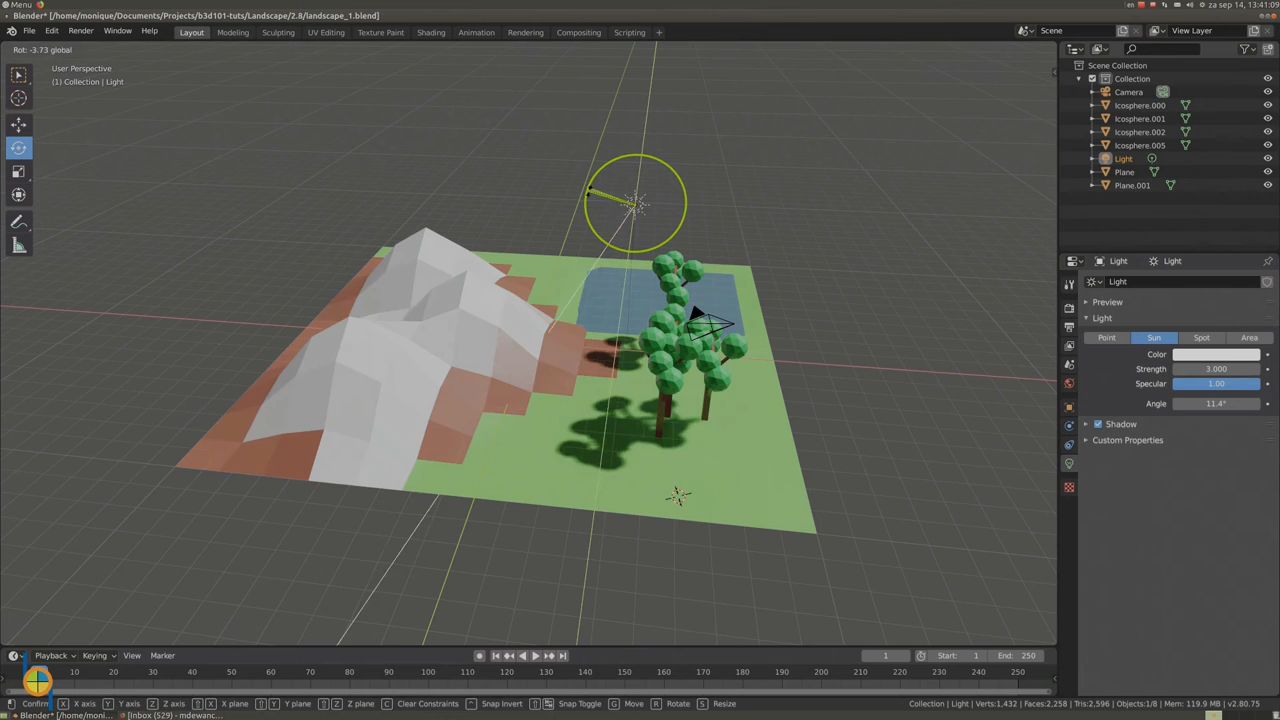 Menu
en
za sep 14, 13:41:09
Blender* [/home/monique/Documents/Projects/b3d101-tuts/Landscape/2.8/landscape_1.blend]
File Edit Render Window Help
Layout Modeling Sculpting UV Editing Texture Paint Shading Animation Rendering Compositing Scripting +
Scene
View Layer
Rot: -3.73 global
User Perspective
(1) Collection | Light
Scene Collection
Collection
Camera
Icosphere.000
Icosphere.001
Icosphere.002
Icosphere.005
Light
Plane
Plane.001
Light
Light
Light
Preview
Light
Point Sun Spot Area
Color
Strength 3.000
Specular 1.00
Angle 11.4°
Shadow
Custom Properties
Playback Keying View Marker
1
Start: 1
End: 250
10 20 30 40 50 60 70 80 90 100 110 120 130 140 150 160 170 180 190 200 210 220 230 240 250
Confirm X X axis Y Y axis Z Z axis X X plane Y Y plane Z Z plane C Clear Constraints Snap Invert Snap Toggle G Move R Rotate S Resize
Collection | Light | Verts:1,432 | Faces:2,258 | Tris:2,596 | Objects:1/8 | Mem: 119.9 MB | v2.80.75
Blender* [/home/moni...
[Inbox (529) - mdewanc...